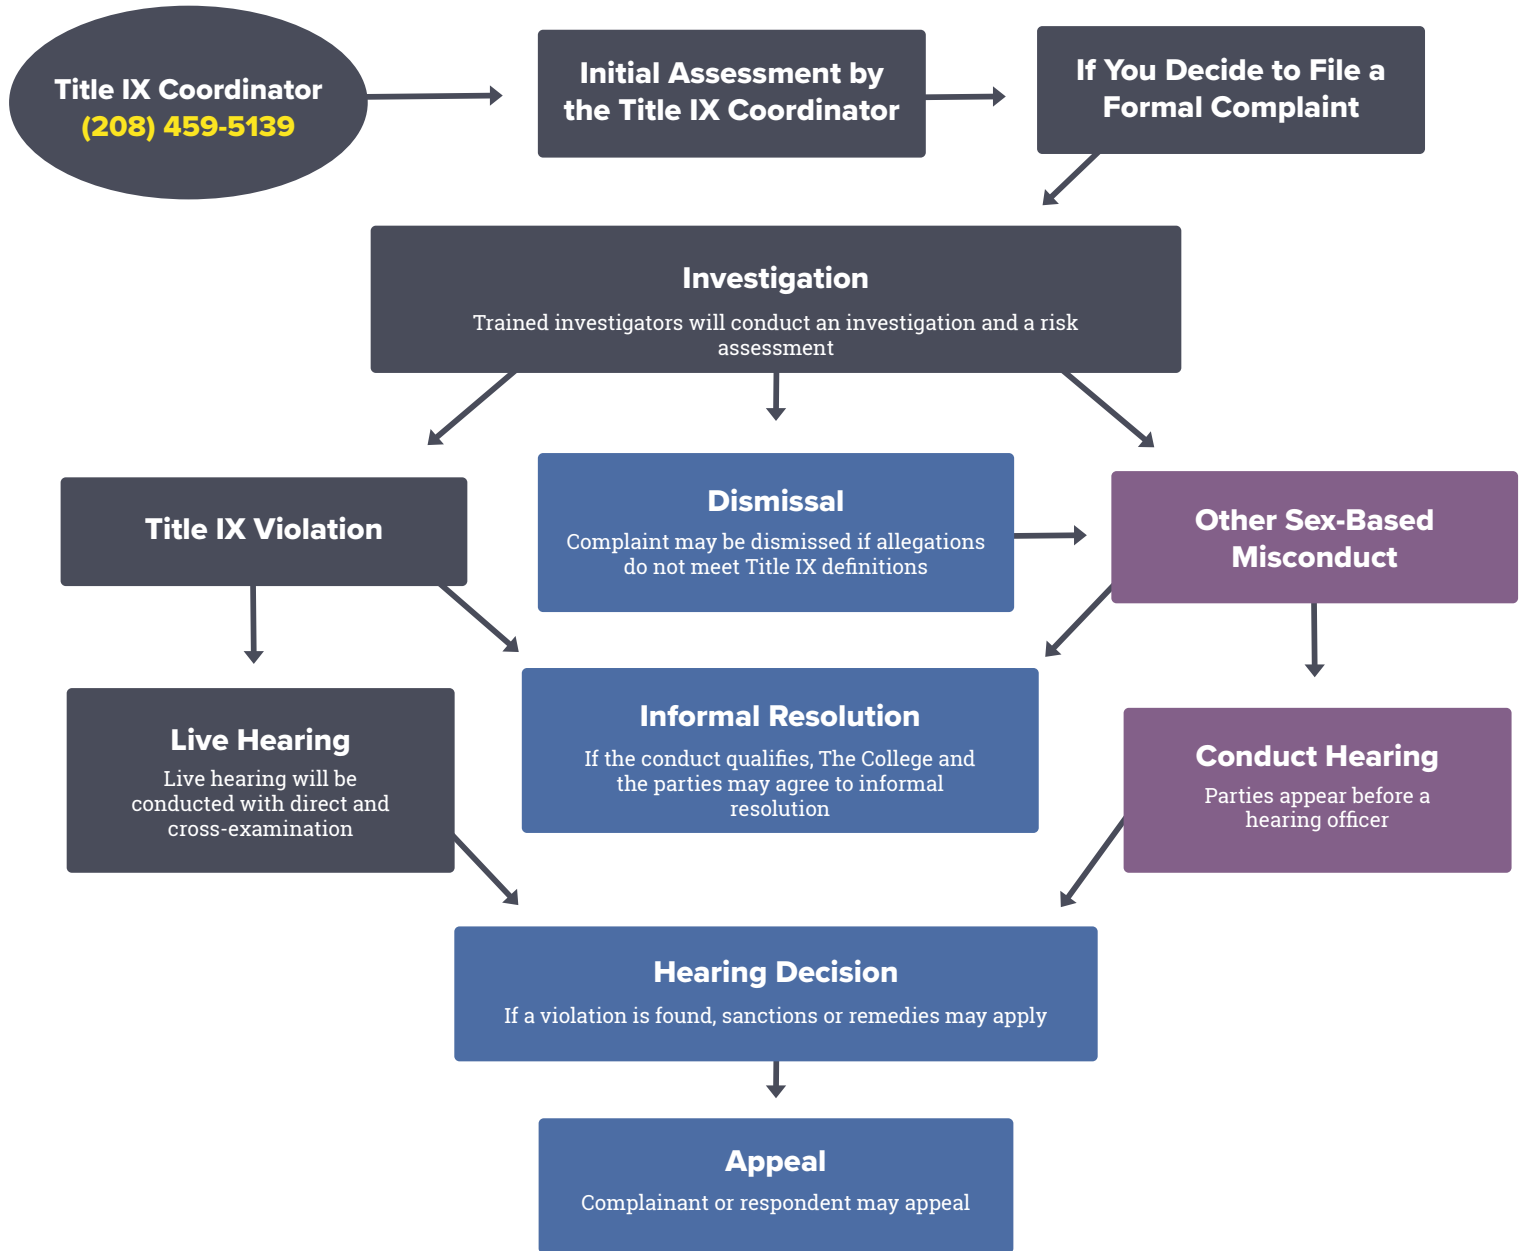 Title IX Coordinator
(208) 459-5139
Initial Assessment by
the Title IX Coordinator
If You Decide to File a
Formal Complaint
Investigation
Trained investigators will conduct an investigation and a risk
assessment
Title IX Violation
Dismissal
Complaint may be dismissed if allegations
do not meet Title IX definitions
Other Sex-Based
Misconduct
Live Hearing
Live hearing will be
conducted with direct and
cross-examination
Informal Resolution
If the conduct qualifies, The College and
the parties may agree to informal
resolution
Conduct Hearing
Parties appear before a
hearing officer
Hearing Decision
If a violation is found, sanctions or remedies may apply
Appeal
Complainant or respondent may appeal